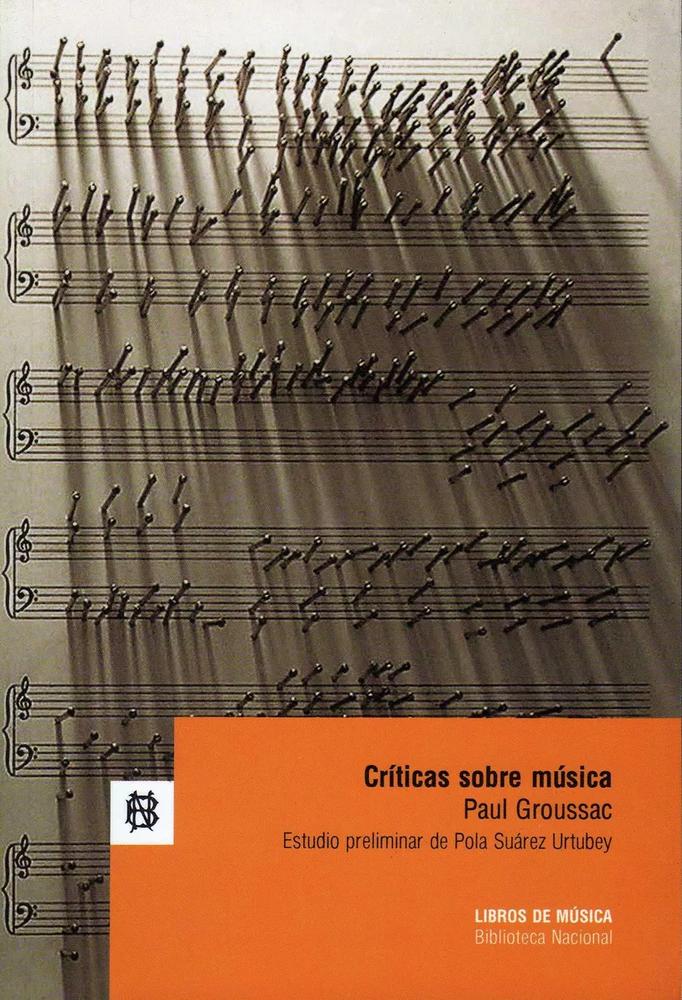 Críticas sobre música
Paul Groussac
Estudio preliminar de Pola Suárez Urtubey
LIBROS DE MÚSICA
Biblioteca Nacional